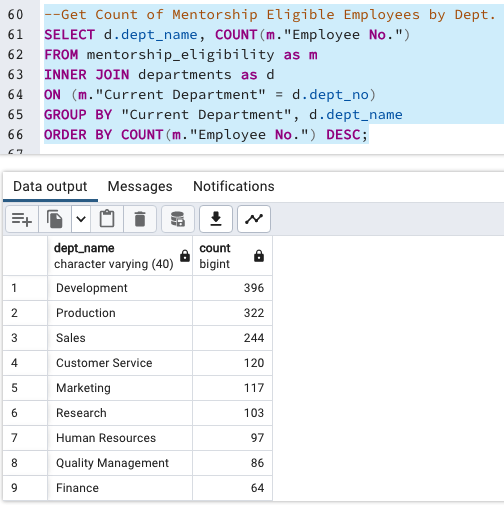 60 --Get Count of Mentorship Eligible Employees by Dept.
61 SELECT d.dept_name, COUNT(m."Employee No.")
62 FROM mentorship_eligibility as m
63 INNER JOIN departments as d
64 ON (m."Current Department" = d.dept_no)
65 GROUP BY "Current Department", d.dept_name
66 ORDER BY COUNT(m."Employee No.") DESC;
67
Data output Messages Notifications
dept_name count
character varying (40) bigint
1 Development 396
2 Production 322
3 Sales 244
4 Customer Service 120
5 Marketing 117
6 Research 103
7 Human Resources 97
8 Quality Management 86
9 Finance 64